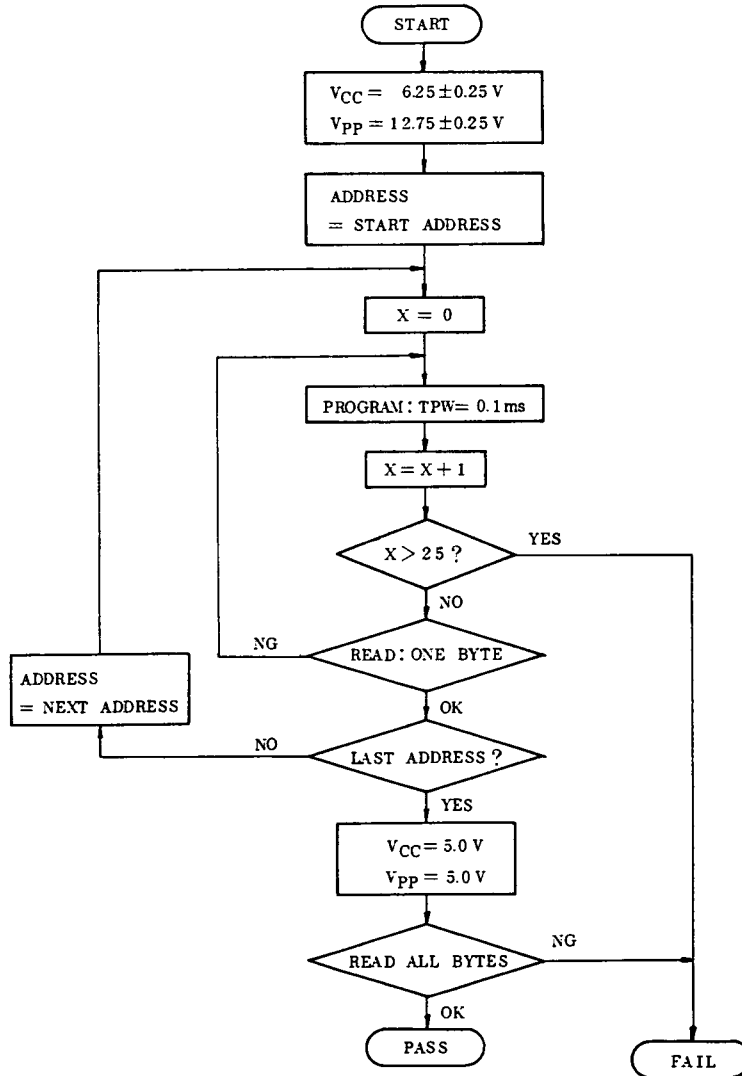 START
VCC = 6.25±0.25 V
VPP = 12.75±0.25 V
ADDRESS
= START ADDRESS
X = 0
PROGRAM: TPW= 0.1ms
X = X + 1
X > 25 ?
YES
NO
READ: ONE BYTE
NG
OK
ADDRESS
= NEXT ADDRESS
LAST ADDRESS ?
NO
YES
VCC = 5.0 V
VPP = 5.0 V
READ ALL BYTES
NG
OK
PASS
FAIL